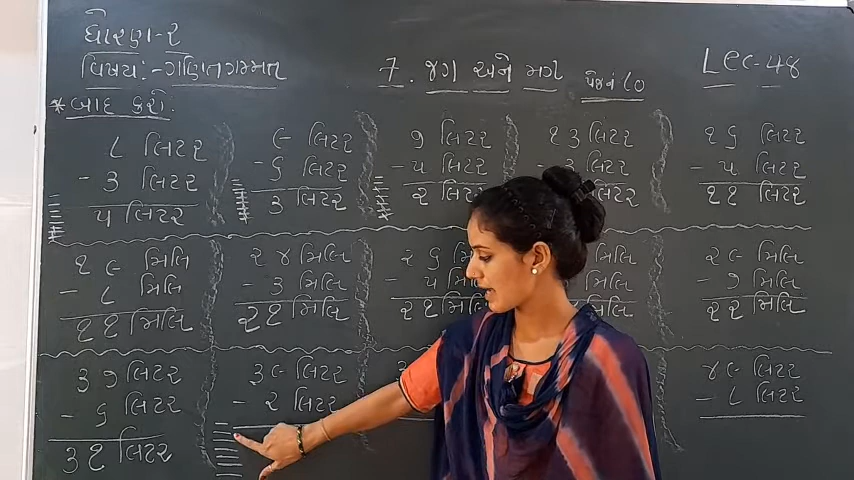 ધોરણ-૨
વિષય:-ગણિતગમ્મત
7. જગ અને મગ
પેજનં ૮૦
Lec-48
*બાદ કરો:
૮ લિટર
- ૩ લિટર
૫ લિટર
૯ લિટર
- ૬ લિટર
૩ લિટર
૭ લિટર
- ૫ લિટર
૨ લિટર
૧૩ લિટર
લિટર
લિટર
૧૬ લિટર
- ૫ લિટર
૧૧ લિટર
૧૯ મિલિ
- ૮ મિલિ
૧૧ મિલિ
૨૪ મિલિ
- ૩ મિલિ
૨૧ મિલિ
૨૬ મિલિ
- ૫ મિલિ
૨૧ મિલિ
મિલિ
મિલિ
મિલિ
૨૯ મિલિ
- ૭ મિલિ
૨૨ મિલિ
૩૭ લિટર
- ૬ લિટર
૩૧ લિટર
૩૯ લિટર
- ૨ લિટર
૪૯ લિટર
- ૮ લિટર